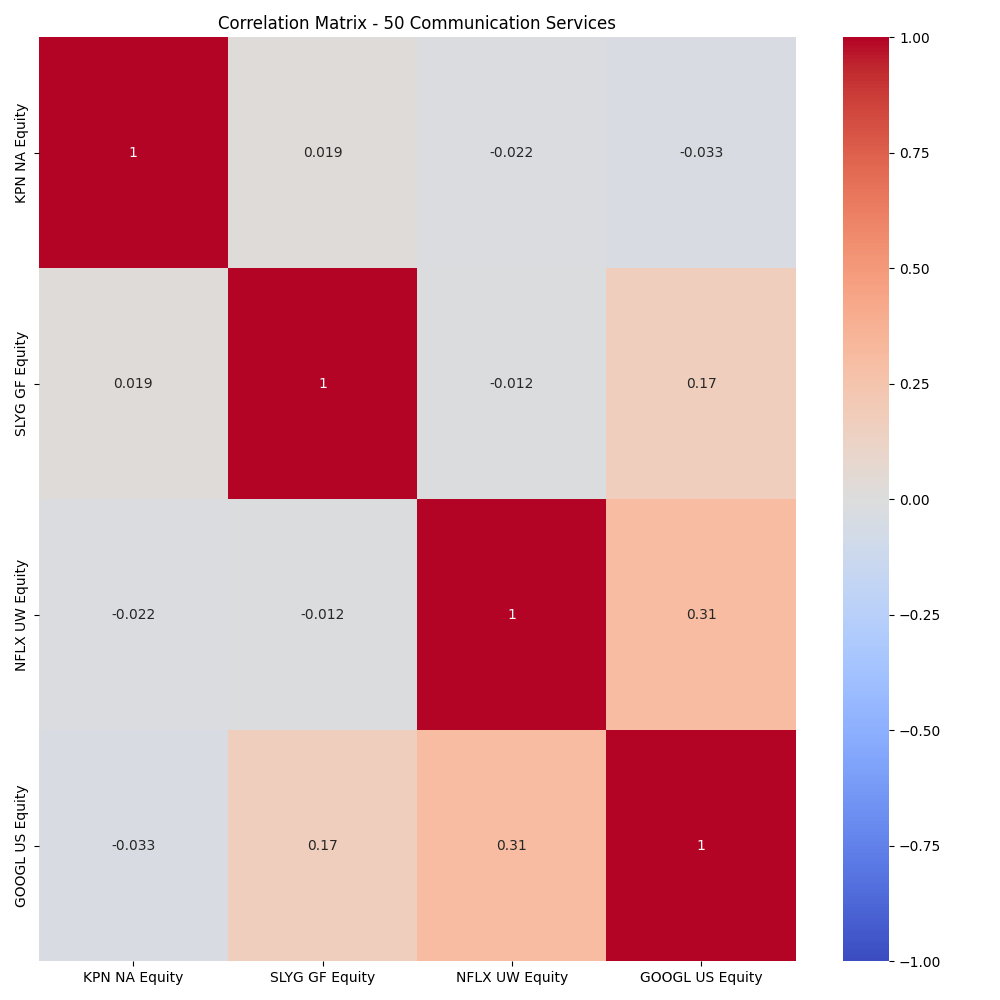 Correlation Matrix - 50 Communication Services
KPN NA Equity
1
0.019
-0.022
-0.033
SLYG GF Equity
0.019
1
-0.012
0.17
NFLX UW Equity
-0.022
-0.012
1
0.31
GOOGL US Equity
-0.033
0.17
0.31
1
KPN NA Equity
SLYG GF Equity
NFLX UW Equity
GOOGL US Equity
1.00
0.75
0.50
0.25
0.00
−0.25
−0.50
−0.75
−1.00